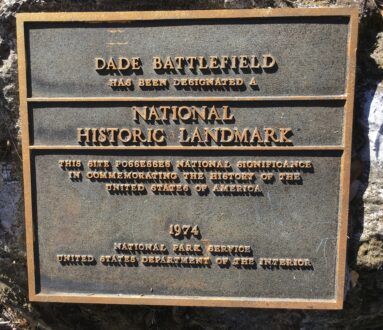 DADE BATTLEFIELD
HAS BEEN DESIGNATED A
NATIONAL
HISTORIC LANDMARK
THIS SITE POSSESSES NATIONAL SIGNIFICANCE
IN COMMEMORATING THE HISTORY OF THE
UNITED STATES OF AMERICA
1974
NATIONAL PARK SERVICE
UNITED STATES DEPARTMENT OF THE INTERIOR